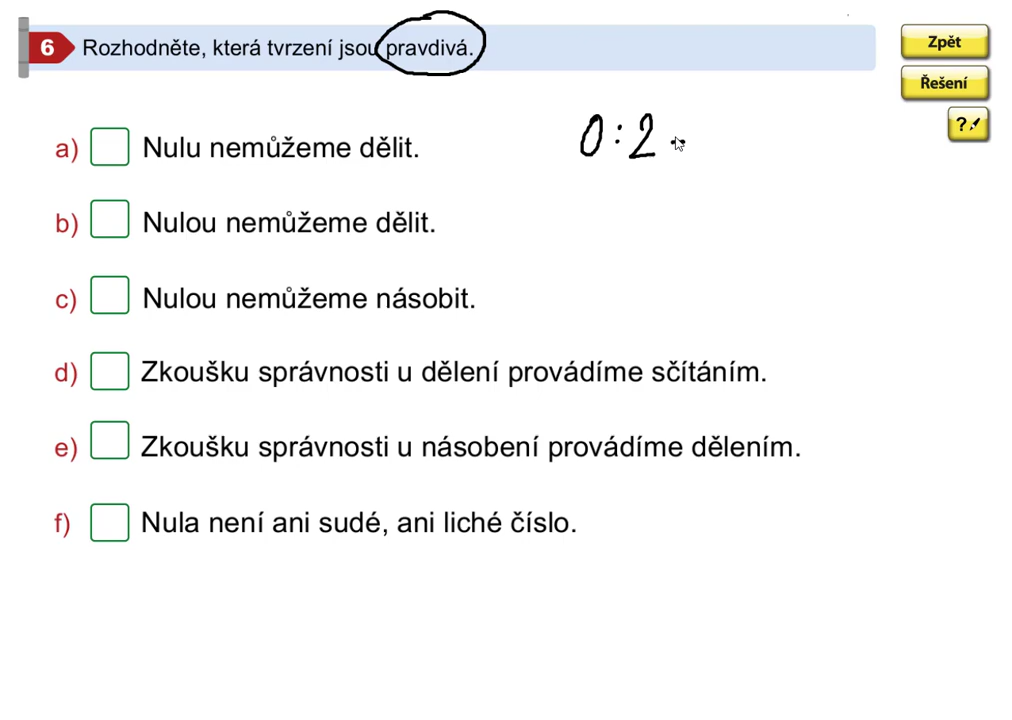 6 Rozhodněte, která tvrzení jsou pravdivá.
Zpět
Řešení
?
a) Nulu nemůžeme dělit.
0:2
b) Nulou nemůžeme dělit.
c) Nulou nemůžeme násobit.
d) Zkoušku správnosti u dělení provádíme sčítáním.
e) Zkoušku správnosti u násobení provádíme dělením.
f) Nula není ani sudé, ani liché číslo.